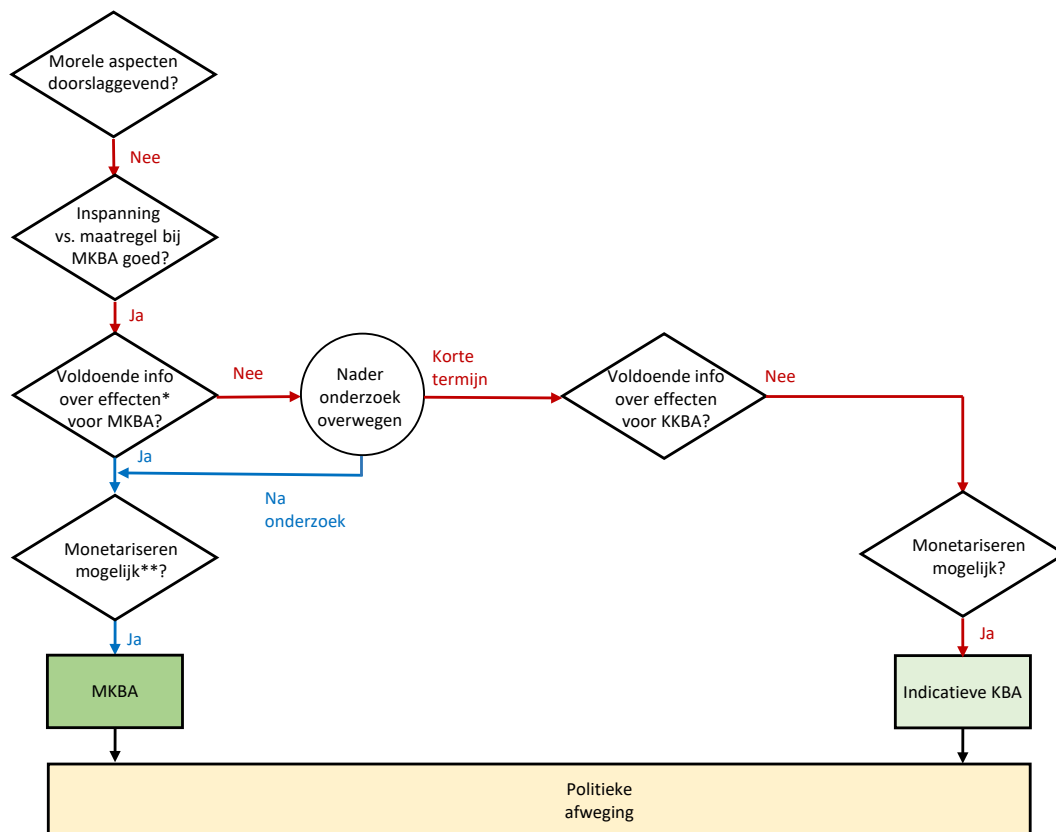 Morele aspecten
doorslaggevend?
Nee
Inspanning
vs. maatregel bij
MKBA goed?
Ja
Voldoende info
over effecten*
voor MKBA?
Nee
Nader
onderzoek
overwegen
Korte
termijn
Voldoende info
over effecten
voor KKBA?
Nee
Ja
Na
onderzoek
Monetariseren
mogelijk**?
Monetariseren
mogelijk?
Ja
Ja
MKBA
Indicatieve KBA
Politieke
afweging